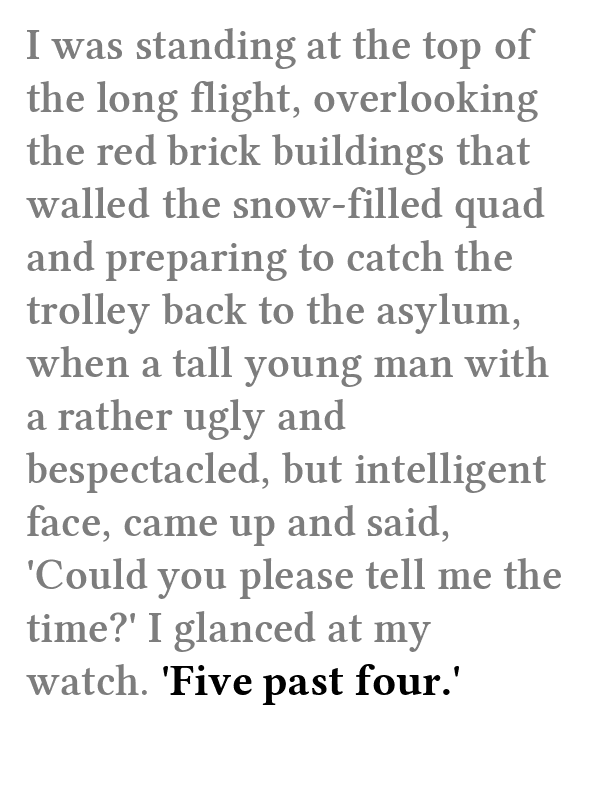 I was standing at the top of
the long flight, overlooking
the red brick buildings that
walled the snow-filled quad
and preparing to catch the
trolley back to the asylum,
when a tall young man with
a rather ugly and
bespectacled, but intelligent
face, came up and said,
'Could you please tell me the
time?' I glanced at my
watch. 'Five past four.'